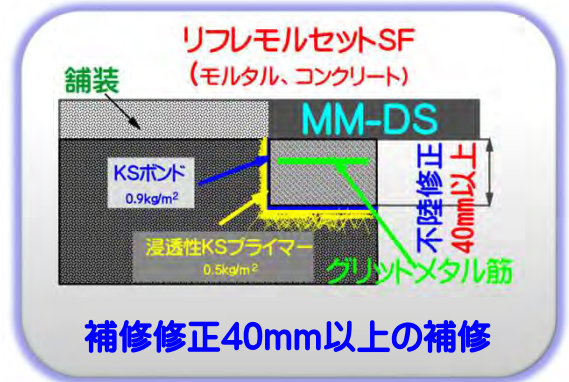 リフレモルセットSF
(モルタル、コンクリート)
舗装
MM-DS
KSボンド
0.9kg/m²
不陸修正
40mm以上
浸透性KSプライマー
0.5kg/m²
グリットメタル筋
補修修正40mm以上の補修